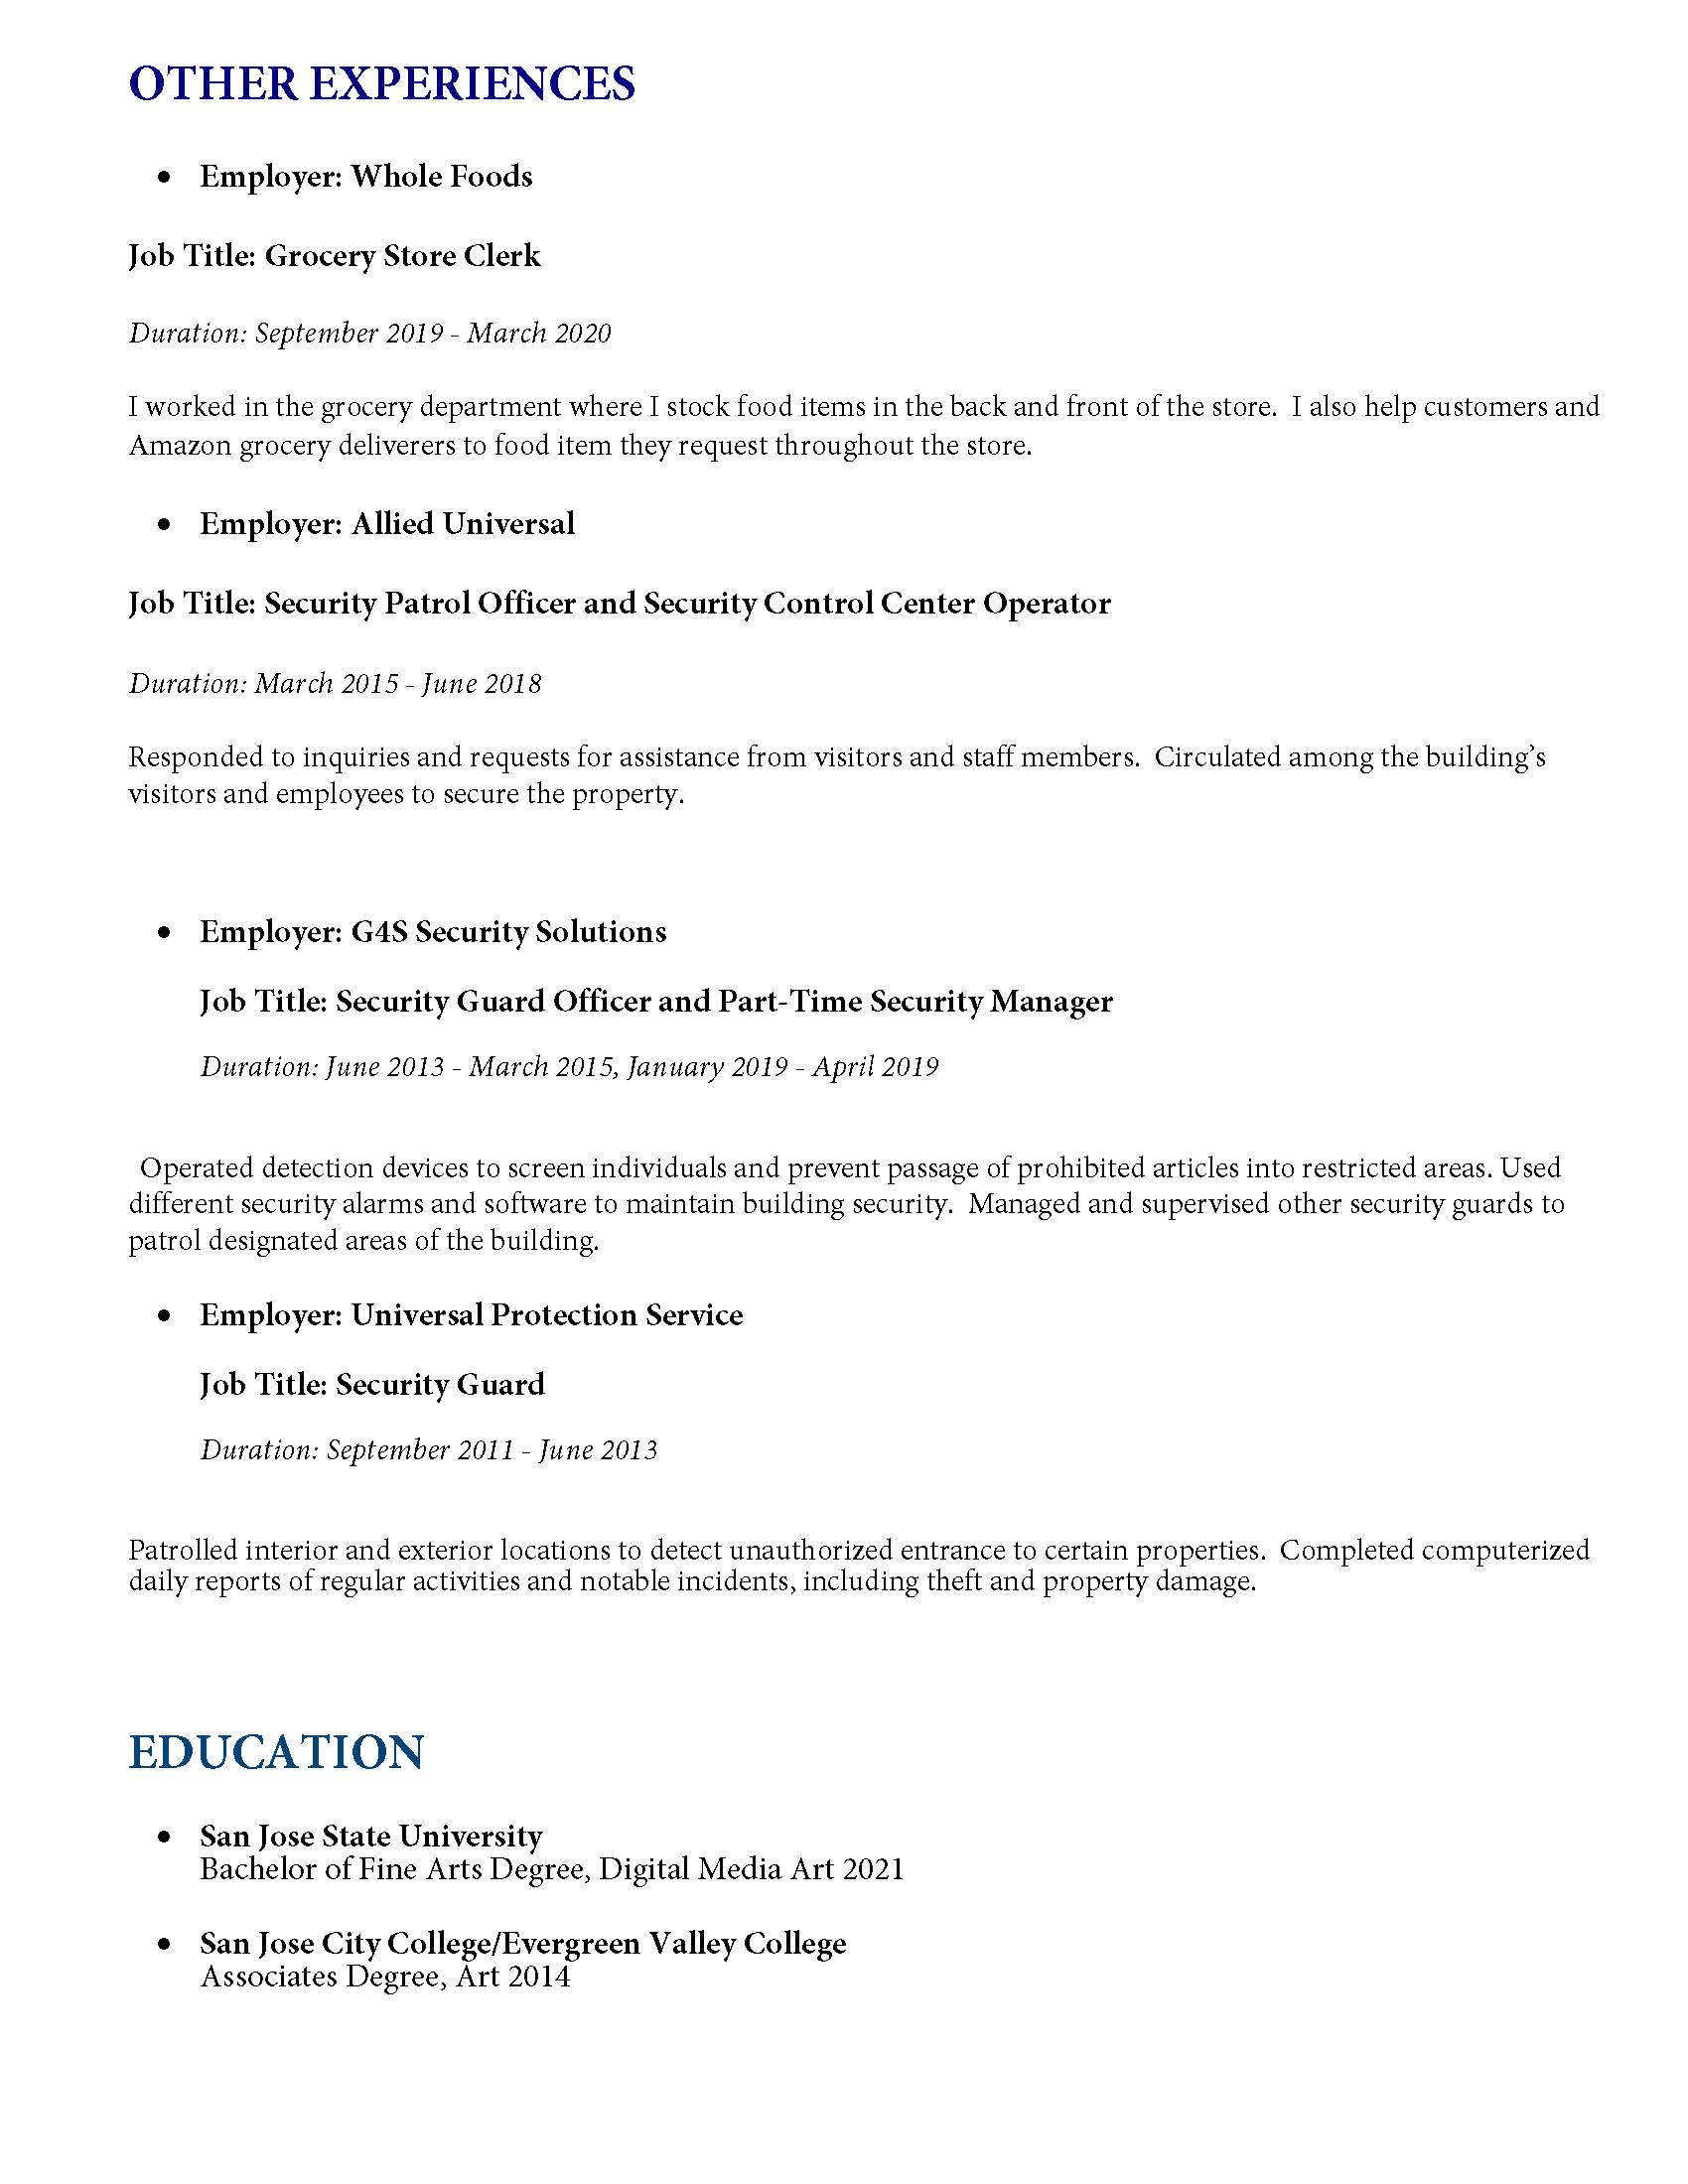 OTHER EXPERIENCES
• Employer: Whole Foods
Job Title: Grocery Store Clerk
Duration: September 2019 - March 2020
I worked in the grocery department where I stock food items in the back and front of the store.  I also help customers and
Amazon grocery deliverers to food item they request throughout the store.
• Employer: Allied Universal
Job Title: Security Patrol Officer and Security Control Center Operator
Duration: March 2015 - June 2018
Responded to inquiries and requests for assistance from visitors and staff members.  Circulated among the building’s
visitors and employees to secure the property.
• Employer: G4S Security Solutions
Job Title: Security Guard Officer and Part-Time Security Manager
Duration: June 2013 - March 2015, January 2019 - April 2019
Operated detection devices to screen individuals and prevent passage of prohibited articles into restricted areas. Used
different security alarms and software to maintain building security.  Managed and supervised other security guards to
patrol designated areas of the building.
• Employer: Universal Protection Service
Job Title: Security Guard
Duration: September 2011 - June 2013
Patrolled interior and exterior locations to detect unauthorized entrance to certain properties.  Completed computerized
daily reports of regular activities and notable incidents, including theft and property damage.
EDUCATION
• San Jose State University
Bachelor of Fine Arts Degree, Digital Media Art 2021
• San Jose City College/Evergreen Valley College
Associates Degree, Art 2014